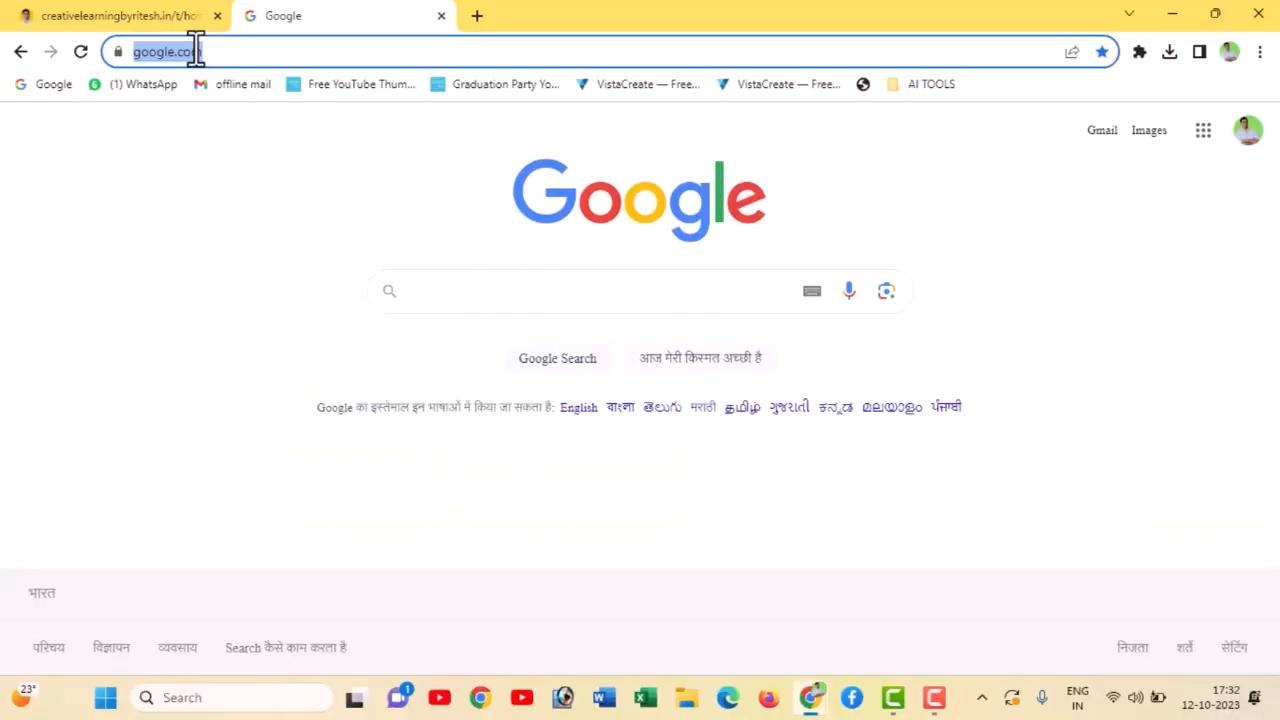 creativelearningbyritesh.in/t/ho
Google
google.com
Google
(1) WhatsApp
offline mail
Free YouTube Thum...
Graduation Party Yo...
VistaCreate — Free...
VistaCreate — Free...
AI TOOLS
Gmail
Images
Google
Google Search
आज मेरी किस्मत अच्छी है
Google का इस्तेमाल इन भाषाओं में किया जा सकता है: English বাংলা తెలుగు मराठी தமிழ் ગુજરાતી ಕನ್ನಡ മലയാളം ਪੰਜਾਬੀ
भारत
परिचय
विज्ञापन
व्यवसाय
Search कैसे काम करता है
निजता
शर्तें
सेटिंग
23°
Search
1
ENG
IN
17:32
12-10-2023